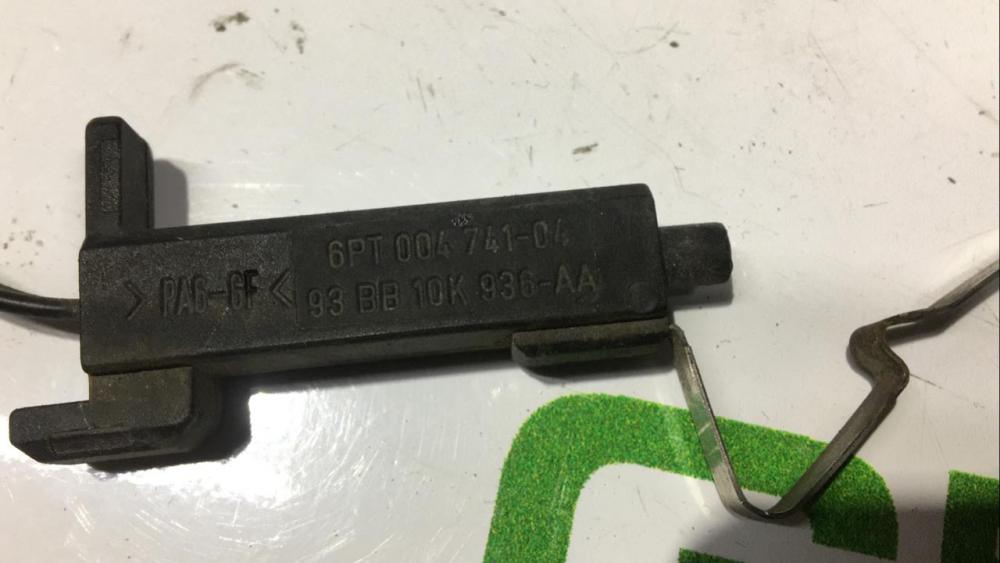 6PT 004 741-04
>PA6-GF<
93 BB 10K 936-AA